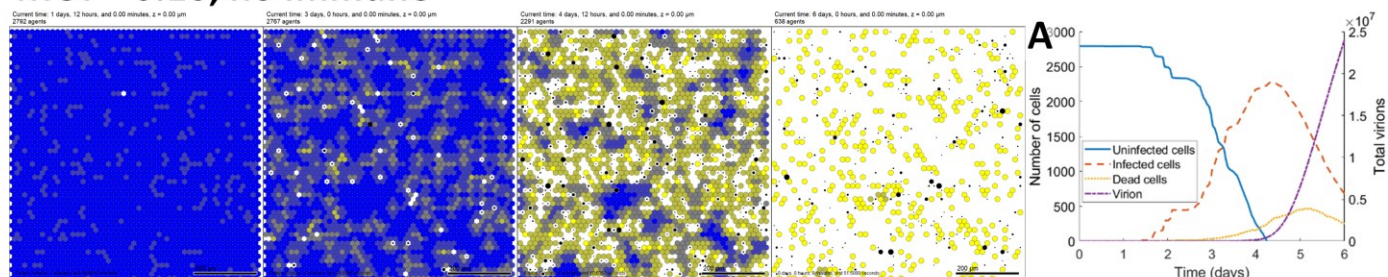 Current time: 1 days, 12 hours, and 0.00 minutes, z = 0.00 μm
2792 agents
Current time: 3 days, 0 hours, and 0.00 minutes, z = 0.00 μm
2767 agents
Current time: 4 days, 12 hours, and 0.00 minutes, z = 0.00 μm
2291 agents
200 μm
Current time: 6 days, 0 hours, and 0.00 minutes, z = 0.00 μm
638 agents
200 μm
A
×10⁷
3000
2500
2000
1500
1000
500
0
Number of cells
Uninfected cells
Infected cells
Dead cells
Virion
2.5
2
1.5
1
0.5
0
Total virions
0 1 2 3 4 5 6
Time (days)